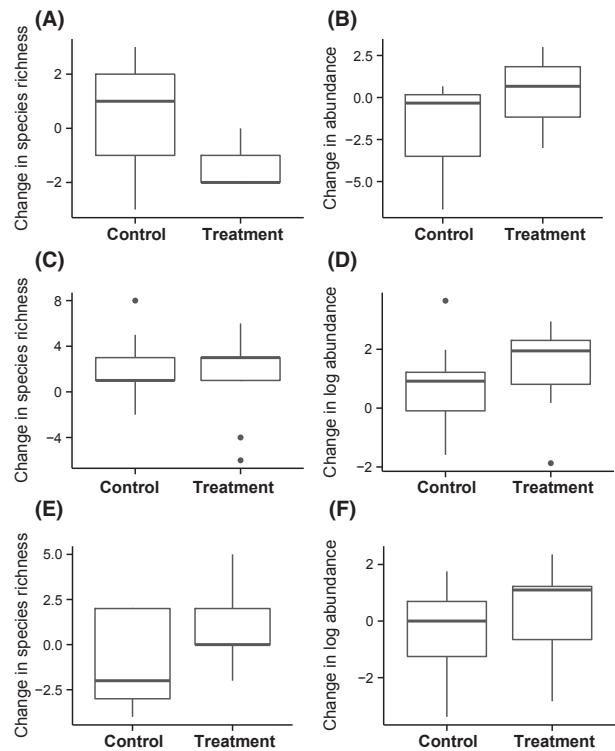 (A)
Change in species richness
2
0
−2
Control Treatment
(B)
Change in abundance
2.5
0.0
−2.5
−5.0
Control Treatment
(C)
Change in species richness
8
4
0
−4
Control Treatment
(D)
Change in log abundance
2
0
−2
Control Treatment
(E)
Change in species richness
5.0
2.5
0.0
−2.5
Control Treatment
(F)
Change in log abundance
2
0
−2
Control Treatment